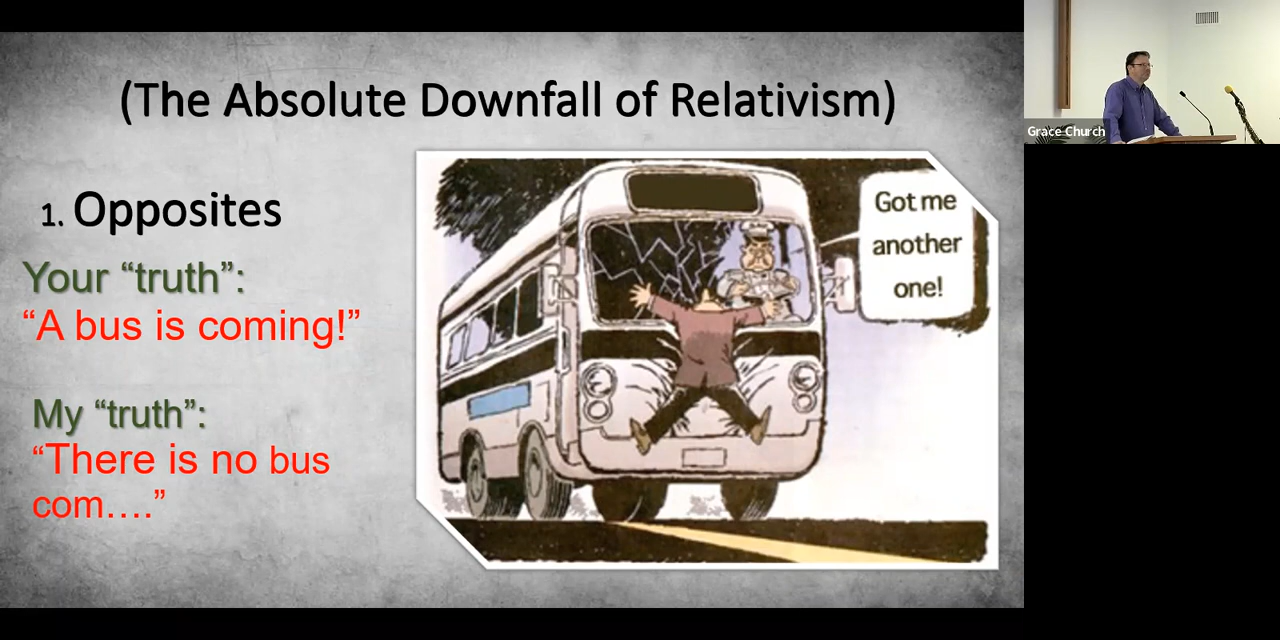 (The Absolute Downfall of Relativism)
1. Opposites
Your “truth”:
“A bus is coming!”
My “truth”:
“There is no bus
com….”
Got me
another
one!
Grace Church